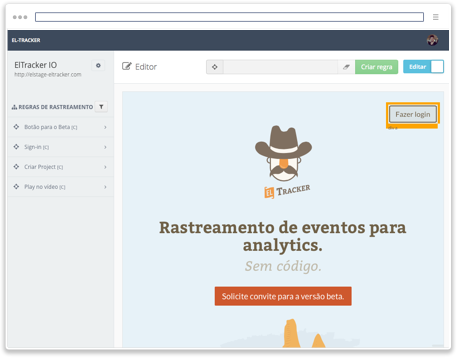 EL-TRACKER
ElTracker IO
http://elstage-eltracker.com
Editor
Criar regra
Editar
REGRAS DE RASTREAMENTO
Botão para o Beta (C)
Sign-in (C)
Criar Project (C)
Play no video (C)
Fazer login
EL TRACKER
Rastreamento de eventos para
analytics.
Sem código.
Solicite convite para a versão beta.